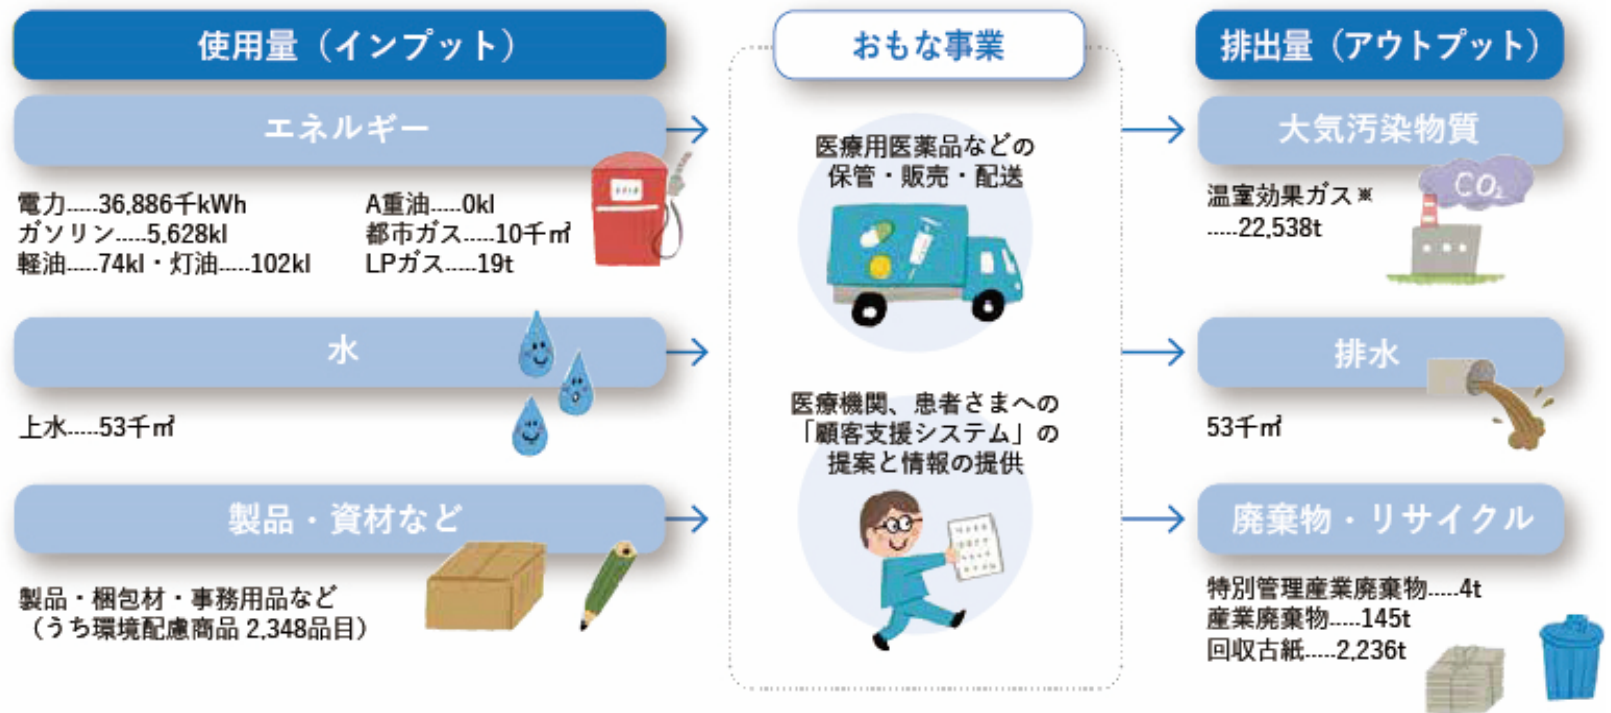 使用量（インプット）
エネルギー
電力.....36,886千kWh
ガソリン.....5,628kl
軽油.....74kl・灯油.....102kl
A重油.....0kl
都市ガス.....10千㎥
LPガス.....19t
水
上水.....53千㎥
製品・資材など
製品・梱包材・事務用品など
（うち環境配慮商品 2,348品目）
おもな事業
医療用医薬品などの
保管・販売・配送
医療機関、患者さまへの
「顧客支援システム」の
提案と情報の提供
排出量（アウトプット）
大気汚染物質
温室効果ガス※
.....22,538t
CO₂
排水
53千㎥
廃棄物・リサイクル
特別管理産業廃棄物.....4t
産業廃棄物.....145t
回収古紙.....2,236t